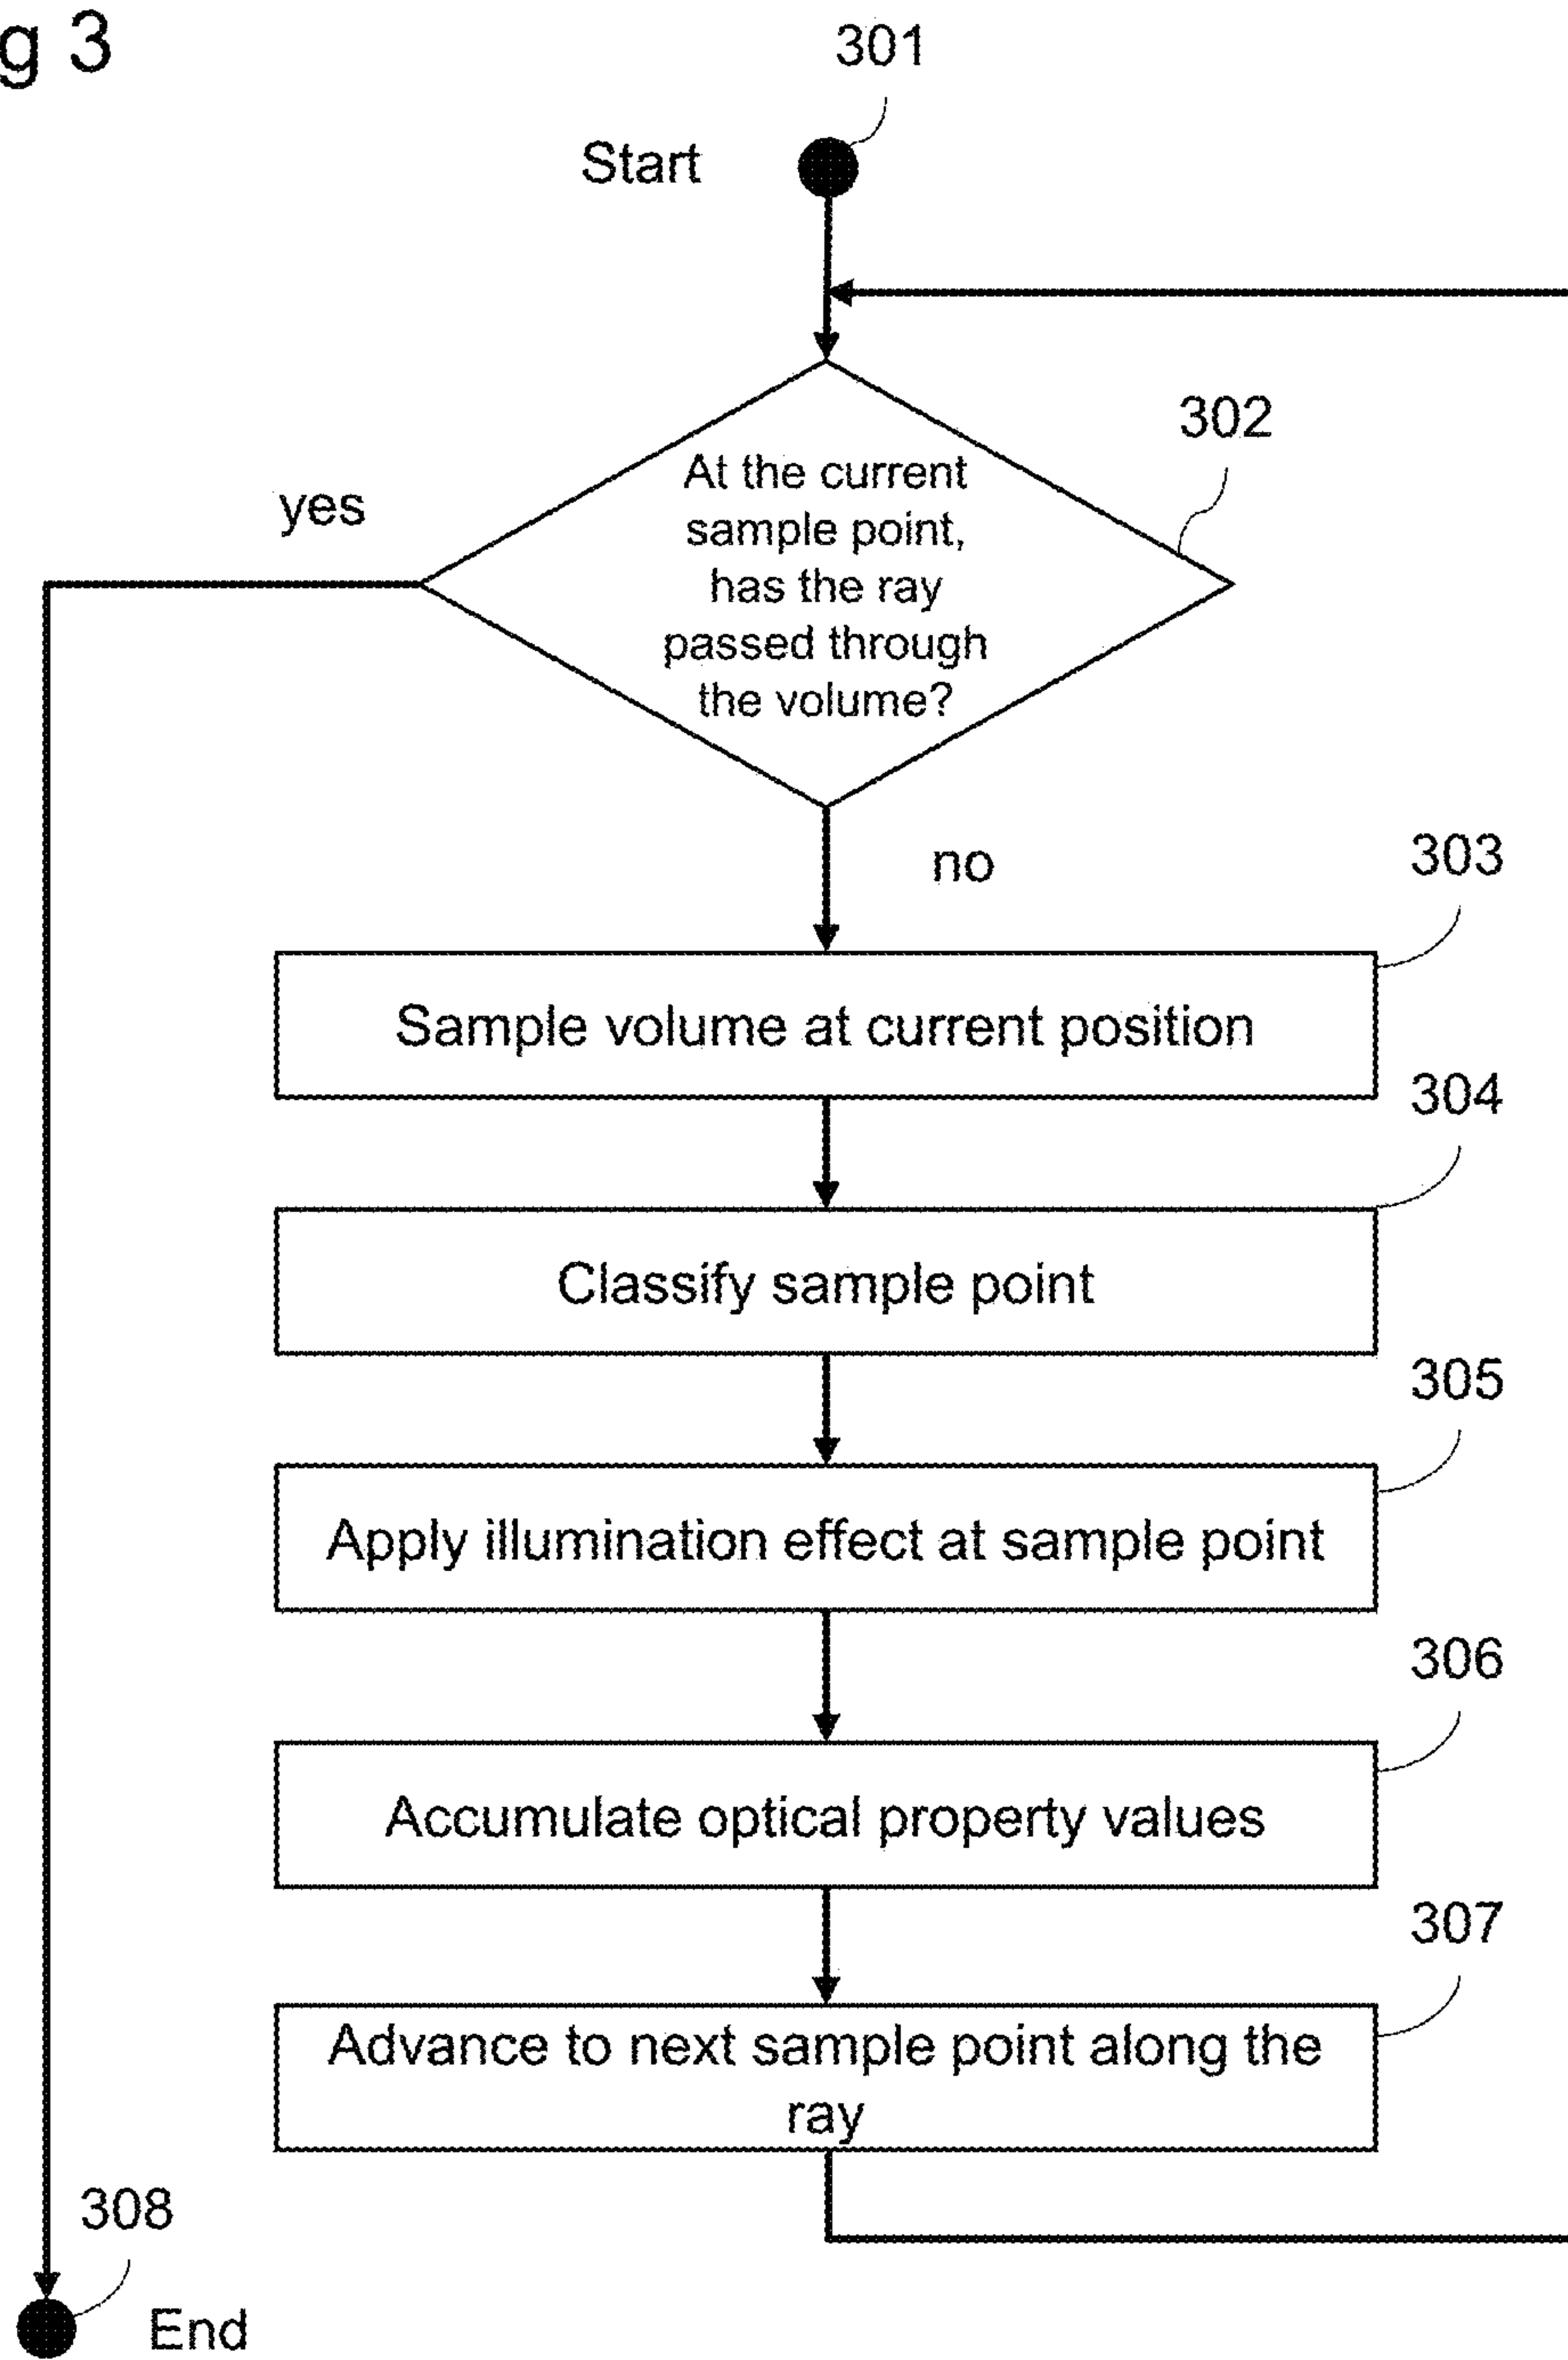 g 3
301
Start
302
At the current
sample point,
has the ray
passed through
the volume?
yes
no
303
Sample volume at current position
304
Classify sample point
305
Apply illumination effect at sample point
306
Accumulate optical property values
307
Advance to next sample point along the
ray
308
End